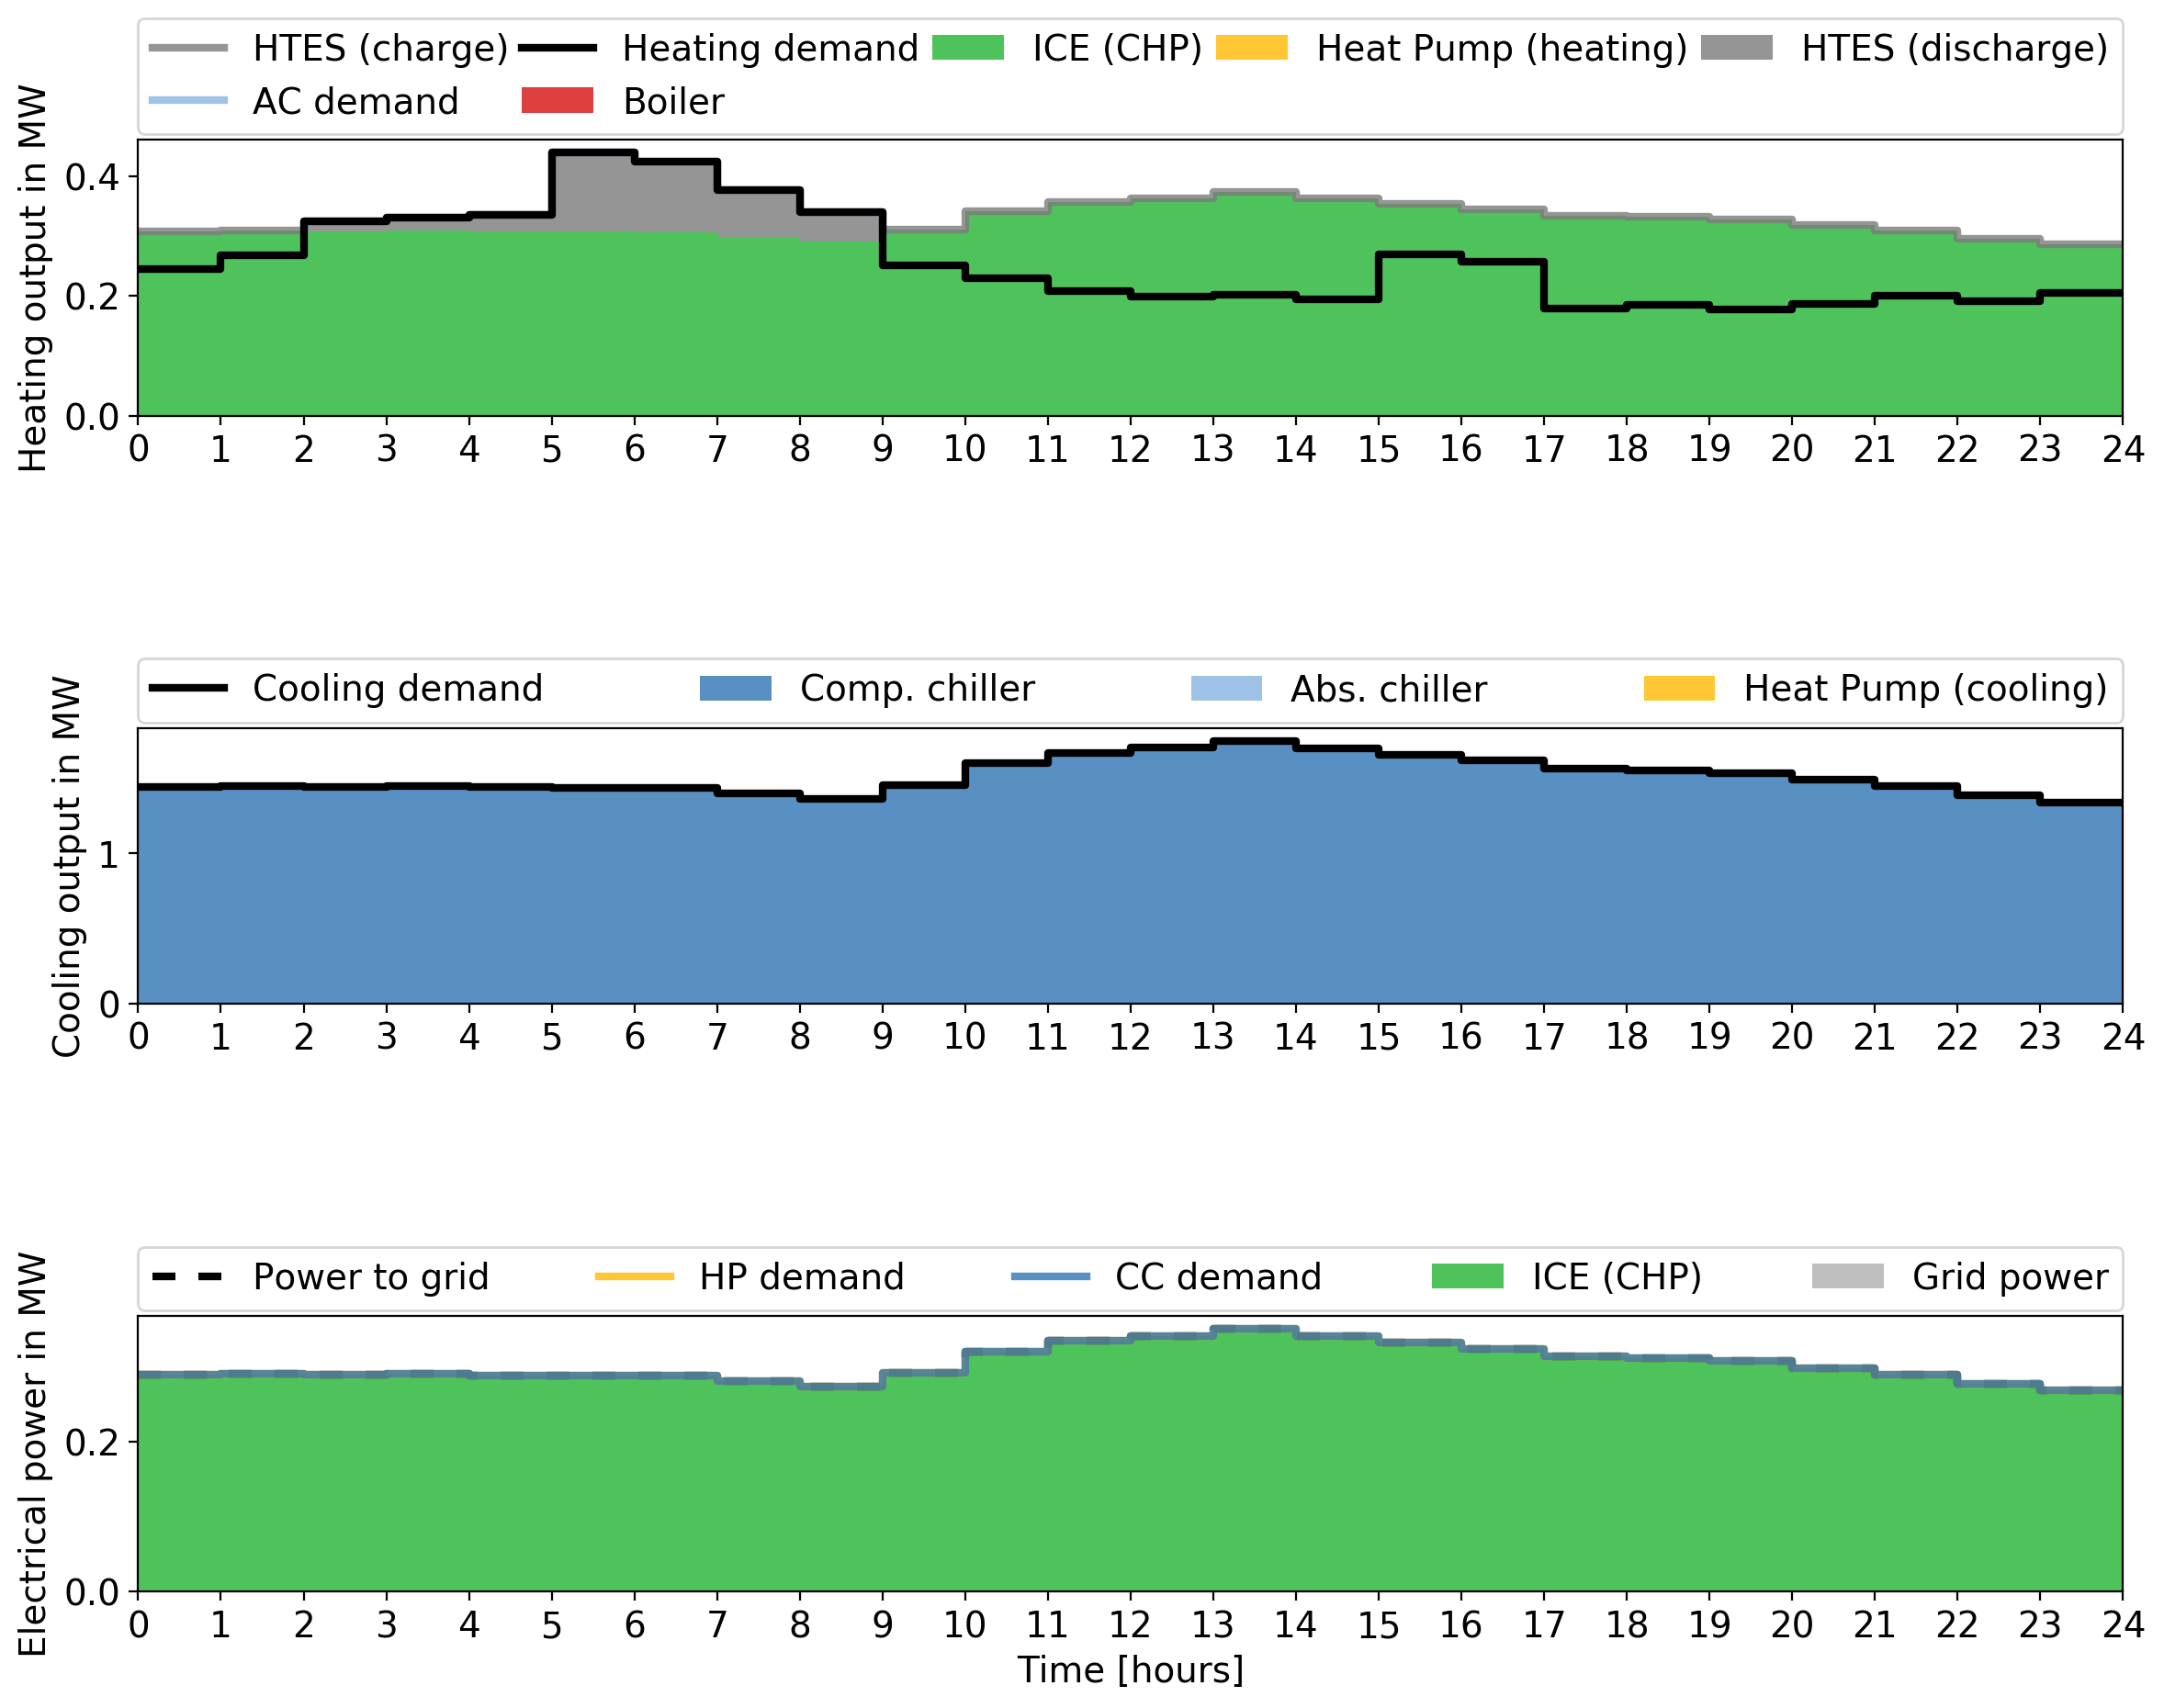 HTES (charge) Heating demand ICE (CHP) Heat Pump (heating) HTES (discharge)
AC demand Boiler
Heating output in MW
0.4
0.2
0.0
0 1 2 3 4 5 6 7 8 9 10 11 12 13 14 15 16 17 18 19 20 21 22 23 24
Cooling demand Comp. chiller Abs. chiller Heat Pump (cooling)
Cooling output in MW
1
0
0 1 2 3 4 5 6 7 8 9 10 11 12 13 14 15 16 17 18 19 20 21 22 23 24
Power to grid HP demand CC demand ICE (CHP) Grid power
Electrical power in MW
0.2
0.0
0 1 2 3 4 5 6 7 8 9 10 11 12 13 14 15 16 17 18 19 20 21 22 23 24
Time [hours]